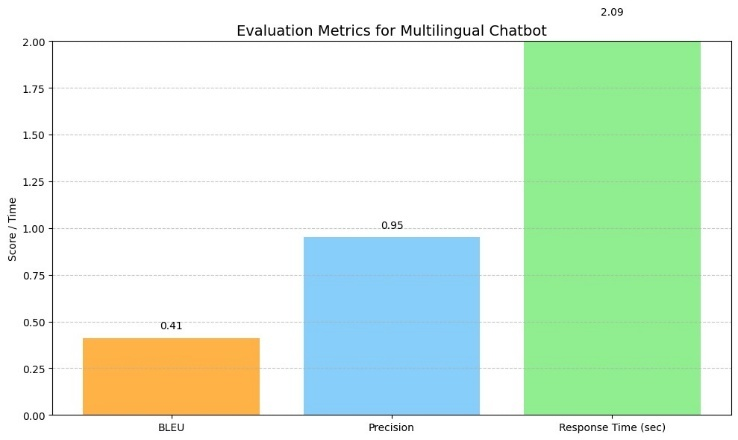 2.09
Evaluation Metrics for Multilingual Chatbot
2.00
1.75
1.50
1.25
1.00
0.75
0.50
0.25
0.00
Score / Time
0.41
0.95
BLEU
Precision
Response Time (sec)